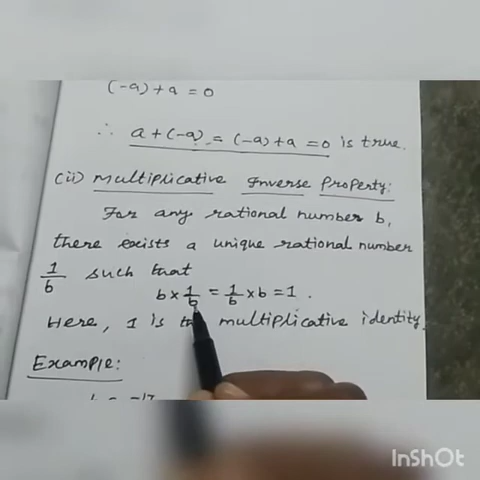 (-a) + a = 0
∴ a + (-a) = (-a) + a = 0 is true.
(ii) Multiplicative Inverse Property:
For any rational number b,
there exists a unique rational number
1/b such that
b × 1/b = 1/b × b = 1.
Here, 1 is the multiplicative identity.
Example:
InShOt